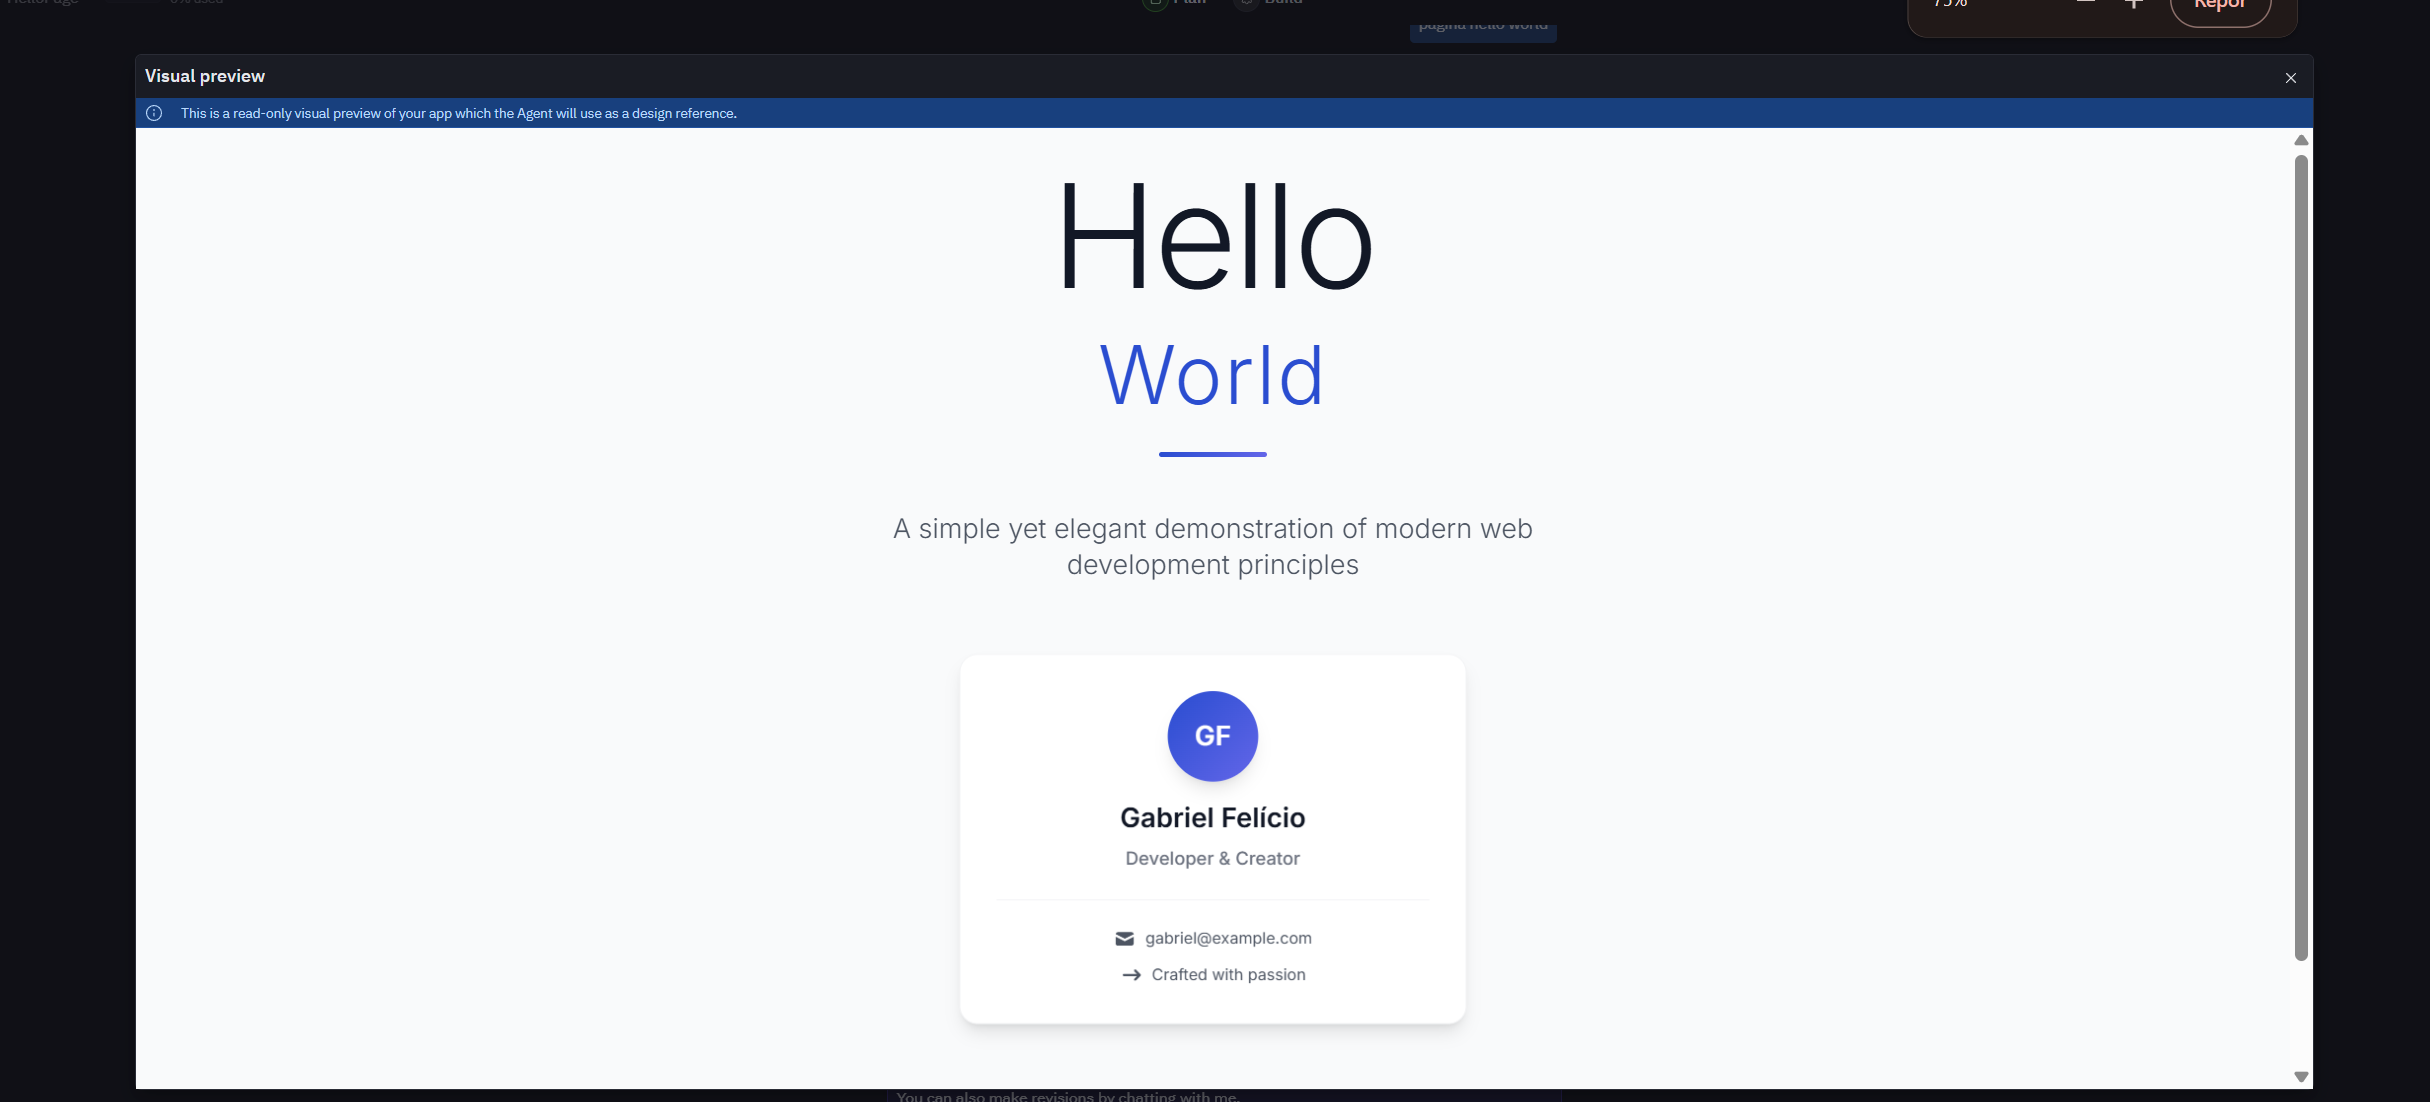 Plan
Build
75%
Repor
pagina hello world
Visual preview
This is a read-only visual preview of your app which the Agent will use as a design reference.
Hello
World
A simple yet elegant demonstration of modern web
development principles
GF
Gabriel Felício
Developer & Creator
gabriel@example.com
Crafted with passion
You can also make revisions by chatting with me.